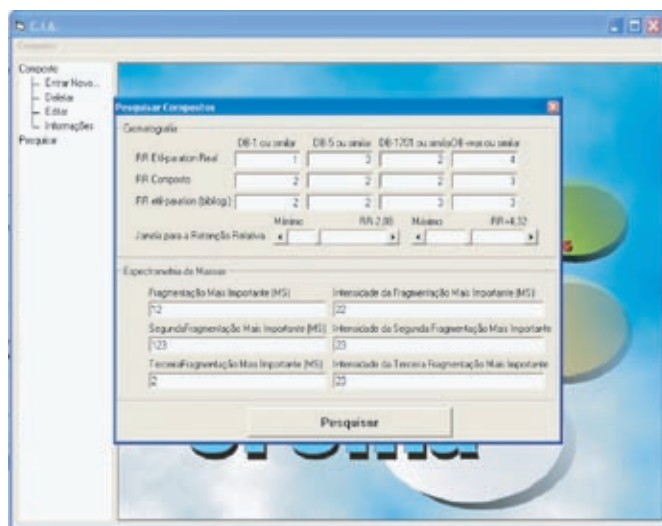 C.I.A.
Composto
Composto
Entrar Novo...
Deletar
Editar
Informações
Pesquisar
Pesquisar Compostos
Cromatografia
DB-1 ou similar DB-5 ou similar DB-1701 ou similar DB-wax ou similar
RR Etil-paration Real 1 3 2 4
RR Composto 2 2 2 3
RR etil-paration (bibliog.) 2 2 3 3
Mínimo RR-2,08 Máximo RR+4,32
Janela para a Retenção Relativa
Espectrometria de Massas
Fragmentação Mais Importante (MS) Intensidade da Fragmentação Mais Importante (MS)
12 22
SegundaFragmentação Mais Importante (MS) Intensidade da Segunda Fragmentação Mais Importante
123 23
TerceiraFragmentação Mais Importante (MS) Intensidade da Terceira Fragmentação Mais Importante
2 23
Pesquisar